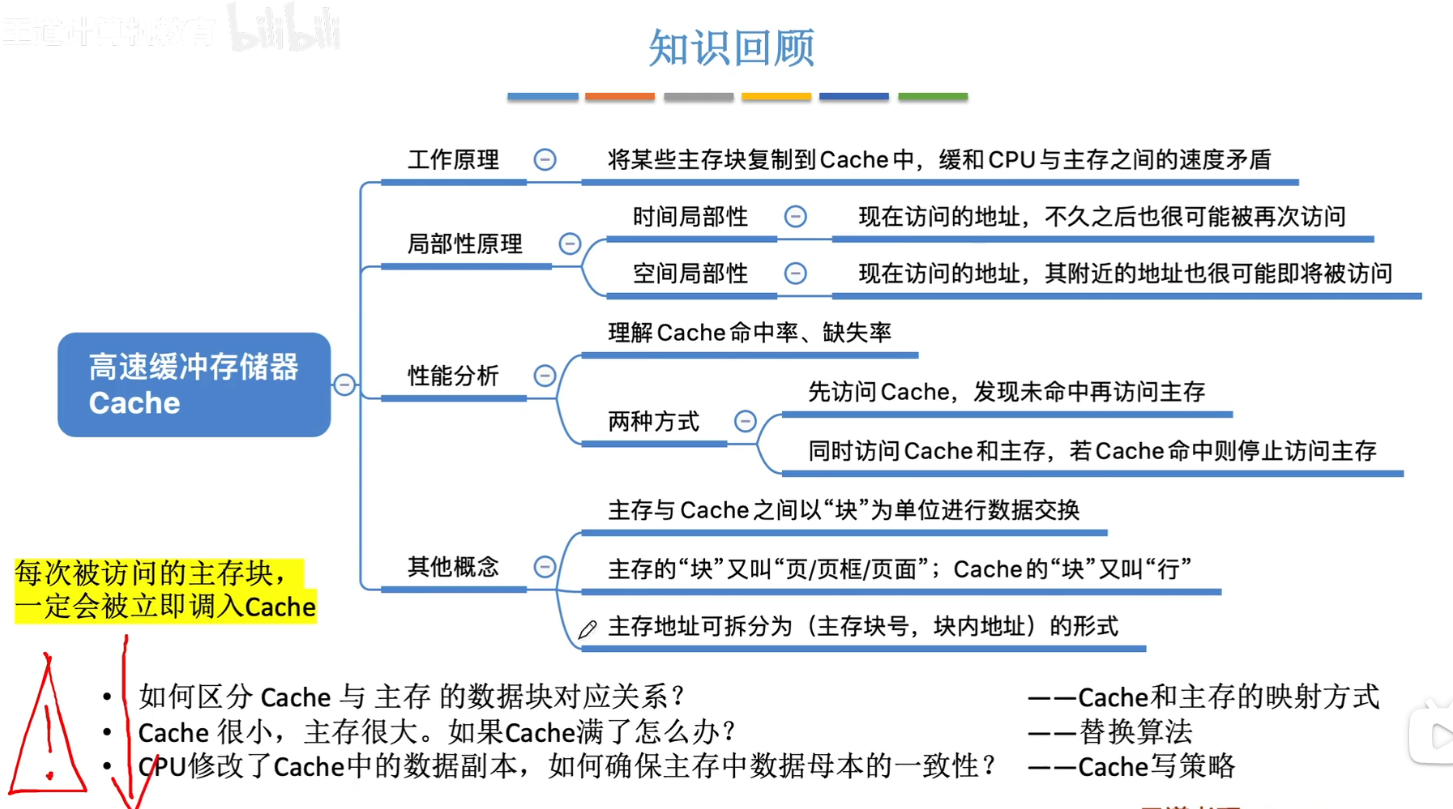 王道计算机教育 bilibili
知识回顾
工作原理
将某些主存块复制到Cache中，缓和CPU与主存之间的速度矛盾
局部性原理
时间局部性
现在访问的地址，不久之后也很可能被再次访问
空间局部性
现在访问的地址，其附近的地址也很可能即将被访问
高速缓冲存储器
Cache
性能分析
理解Cache命中率、缺失率
两种方式
先访问Cache，发现未命中再访问主存
同时访问Cache和主存，若Cache命中则停止访问主存
其他概念
主存与Cache之间以“块”为单位进行数据交换
主存的“块”又叫“页/页框/页面”；Cache的“块”又叫“行”
主存地址可拆分为（主存块号，块内地址）的形式
每次被访问的主存块，
一定会被立即调入Cache
• 如何区分 Cache 与 主存 的数据块对应关系？ ——Cache和主存的映射方式
• Cache 很小，主存很大。如果Cache满了怎么办？ ——替换算法
• CPU修改了Cache中的数据副本，如何确保主存中数据母本的一致性？ ——Cache写策略